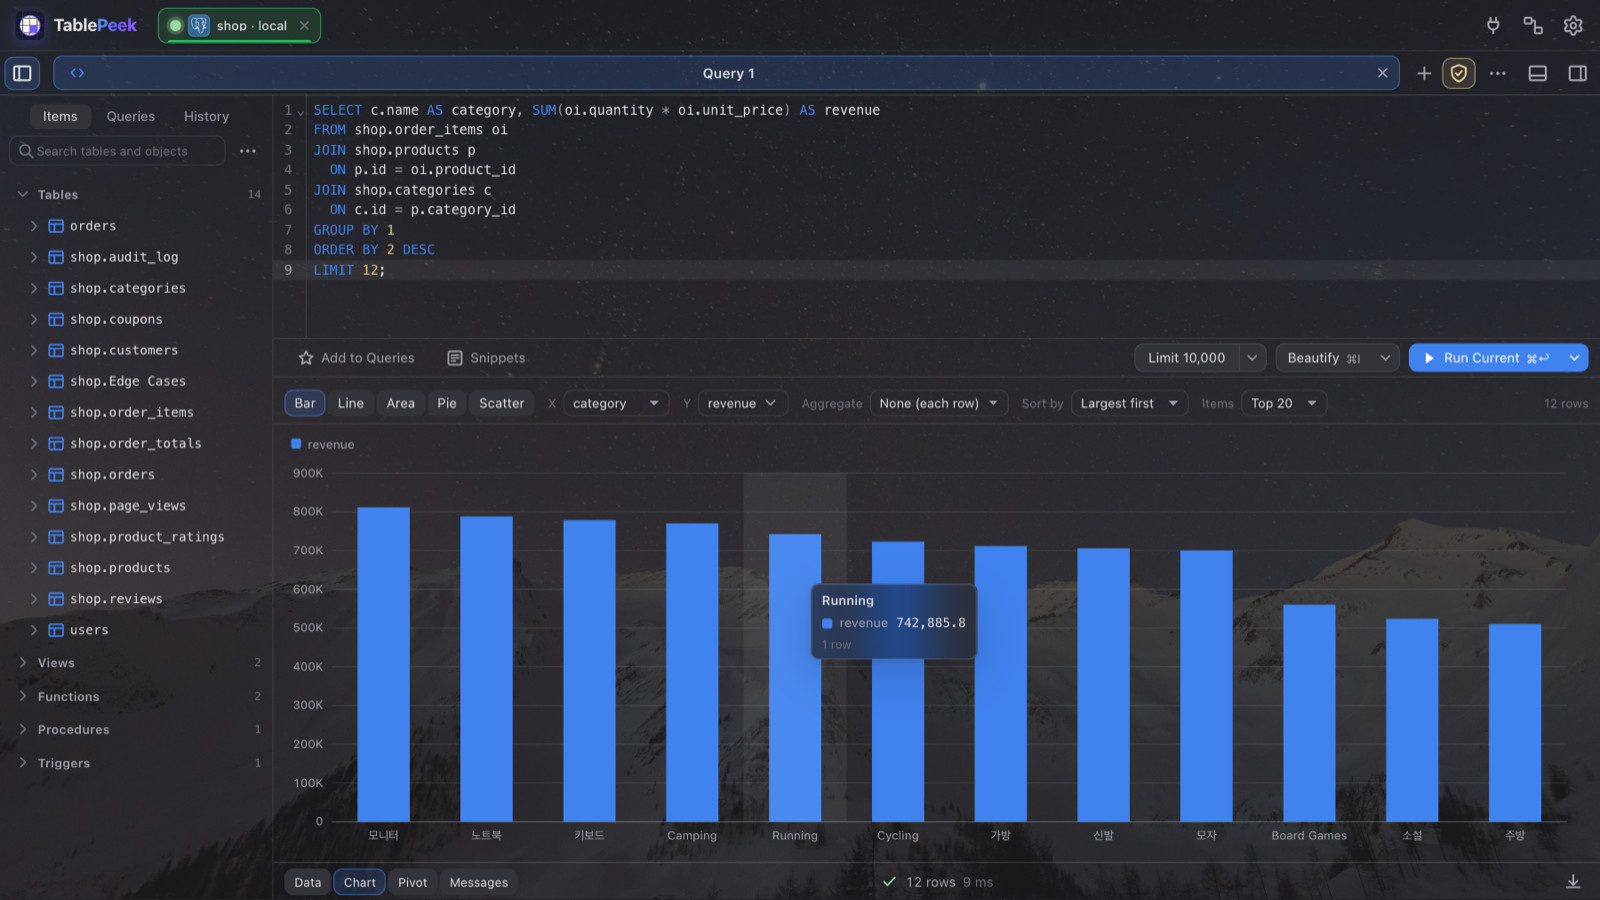 TablePeek
shop · local
Query 1
Items Queries History
Search tables and objects
Tables 14
orders
shop.audit_log
shop.categories
shop.coupons
shop.customers
shop.Edge Cases
shop.order_items
shop.order_totals
shop.orders
shop.page_views
shop.product_ratings
shop.products
shop.reviews
users
Views 2
Functions 2
Procedures 1
Triggers 1
1 SELECT c.name AS category, SUM(oi.quantity * oi.unit_price) AS revenue
2 FROM shop.order_items oi
3 JOIN shop.products p
4 ON p.id = oi.product_id
5 JOIN shop.categories c
6 ON c.id = p.category_id
7 GROUP BY 1
8 ORDER BY 2 DESC
9 LIMIT 12;
Add to Queries Snippets Limit 10,000 Beautify ⌘I Run Current ⌘↩
Bar Line Area Pie Scatter X category Y revenue Aggregate None (each row) Sort by Largest first Items Top 20 12 rows
revenue
900K
800K
700K
600K
500K
400K
300K
200K
100K
0
Running
revenue 742,885.8
1 row
모니터 노트북 키보드 Camping Running Cycling 가방 신발 모자 Board Games 소설 주방
Data Chart Pivot Messages 12 rows 9 ms